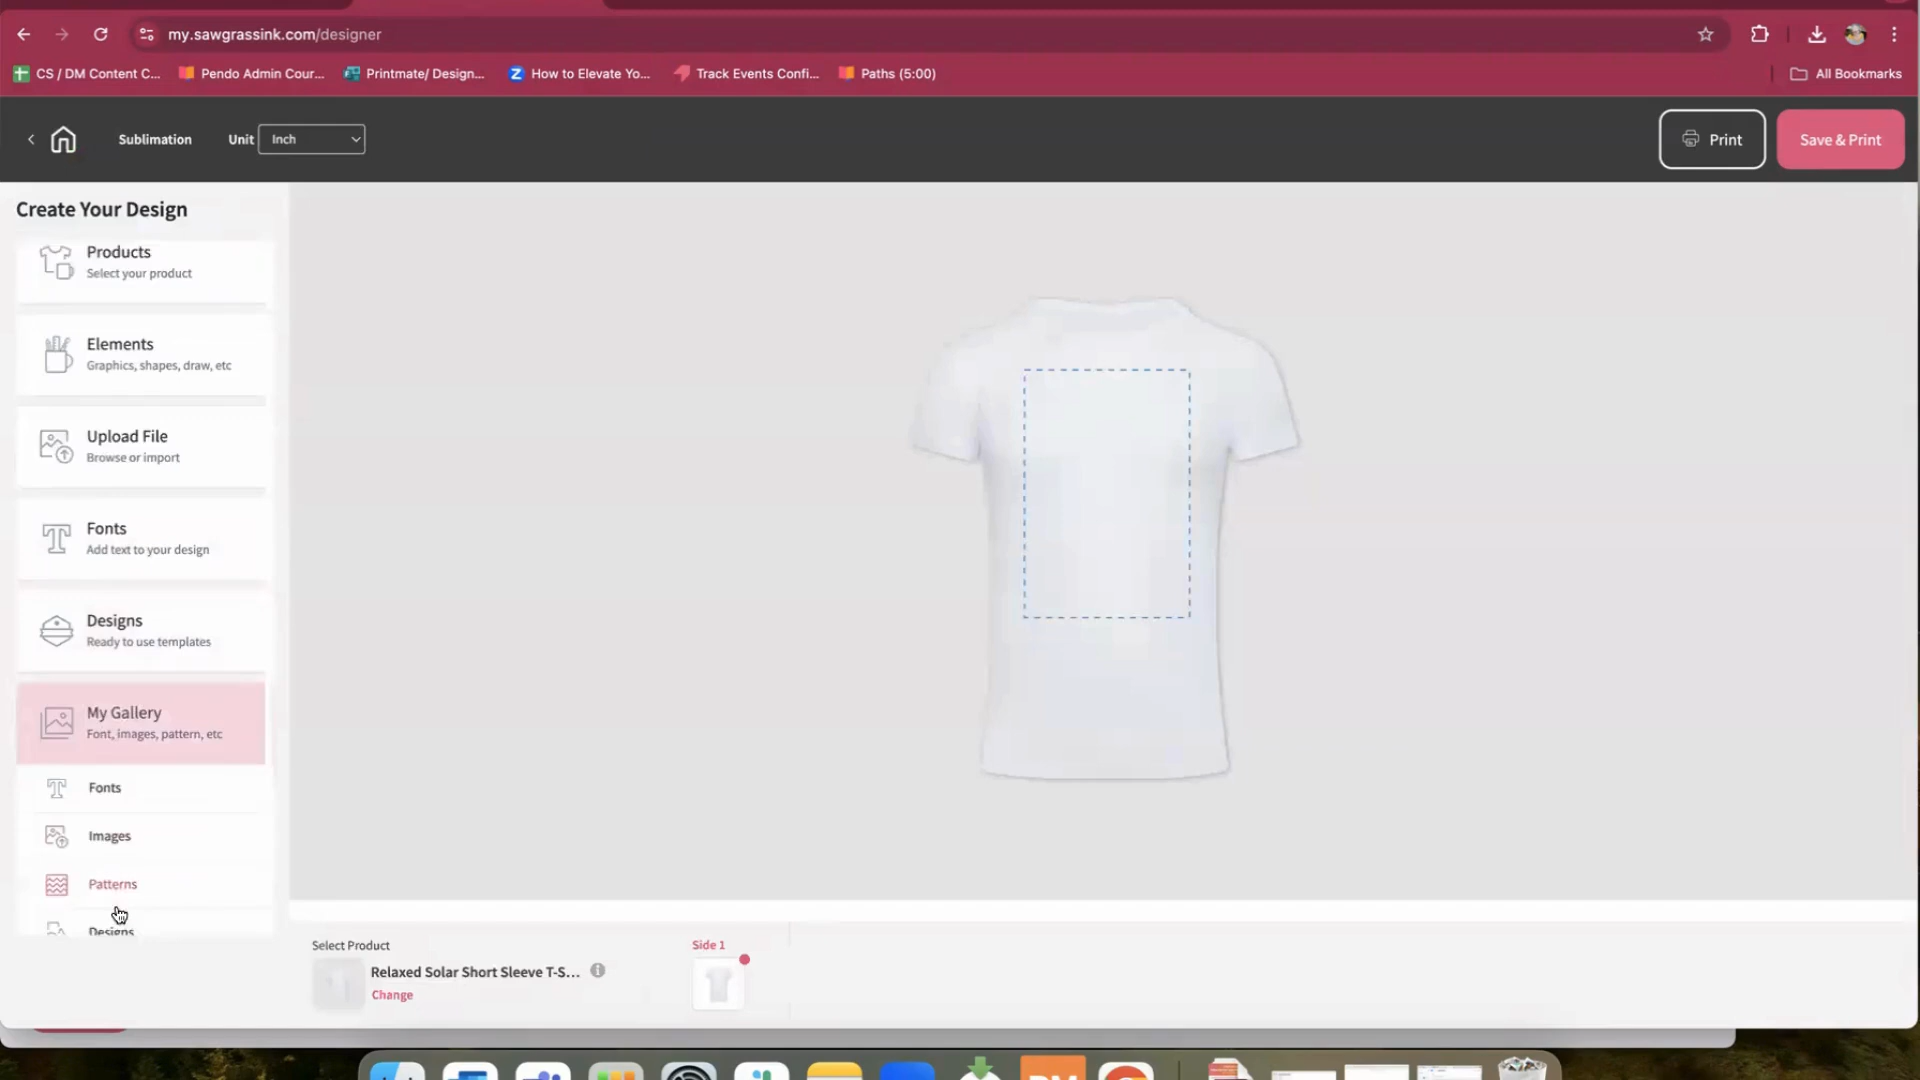 my.sawgrassink.com/designer
CS / DM Content C...
Pendo Admin Cour...
Printmate/ Design...
How to Elevate Yo...
Track Events Confi...
Paths (5:00)
All Bookmarks
Sublimation
Unit
Inch
Print
Save & Print
Create Your Design
Products
Select your product
Elements
Graphics, shapes, draw, etc
Upload File
Browse or import
Fonts
Add text to your design
Designs
Ready to use templates
My Gallery
Font, images, pattern, etc
Fonts
Images
Patterns
Designs
Select Product
Relaxed Solar Short Sleeve T-S...
Change
Side 1